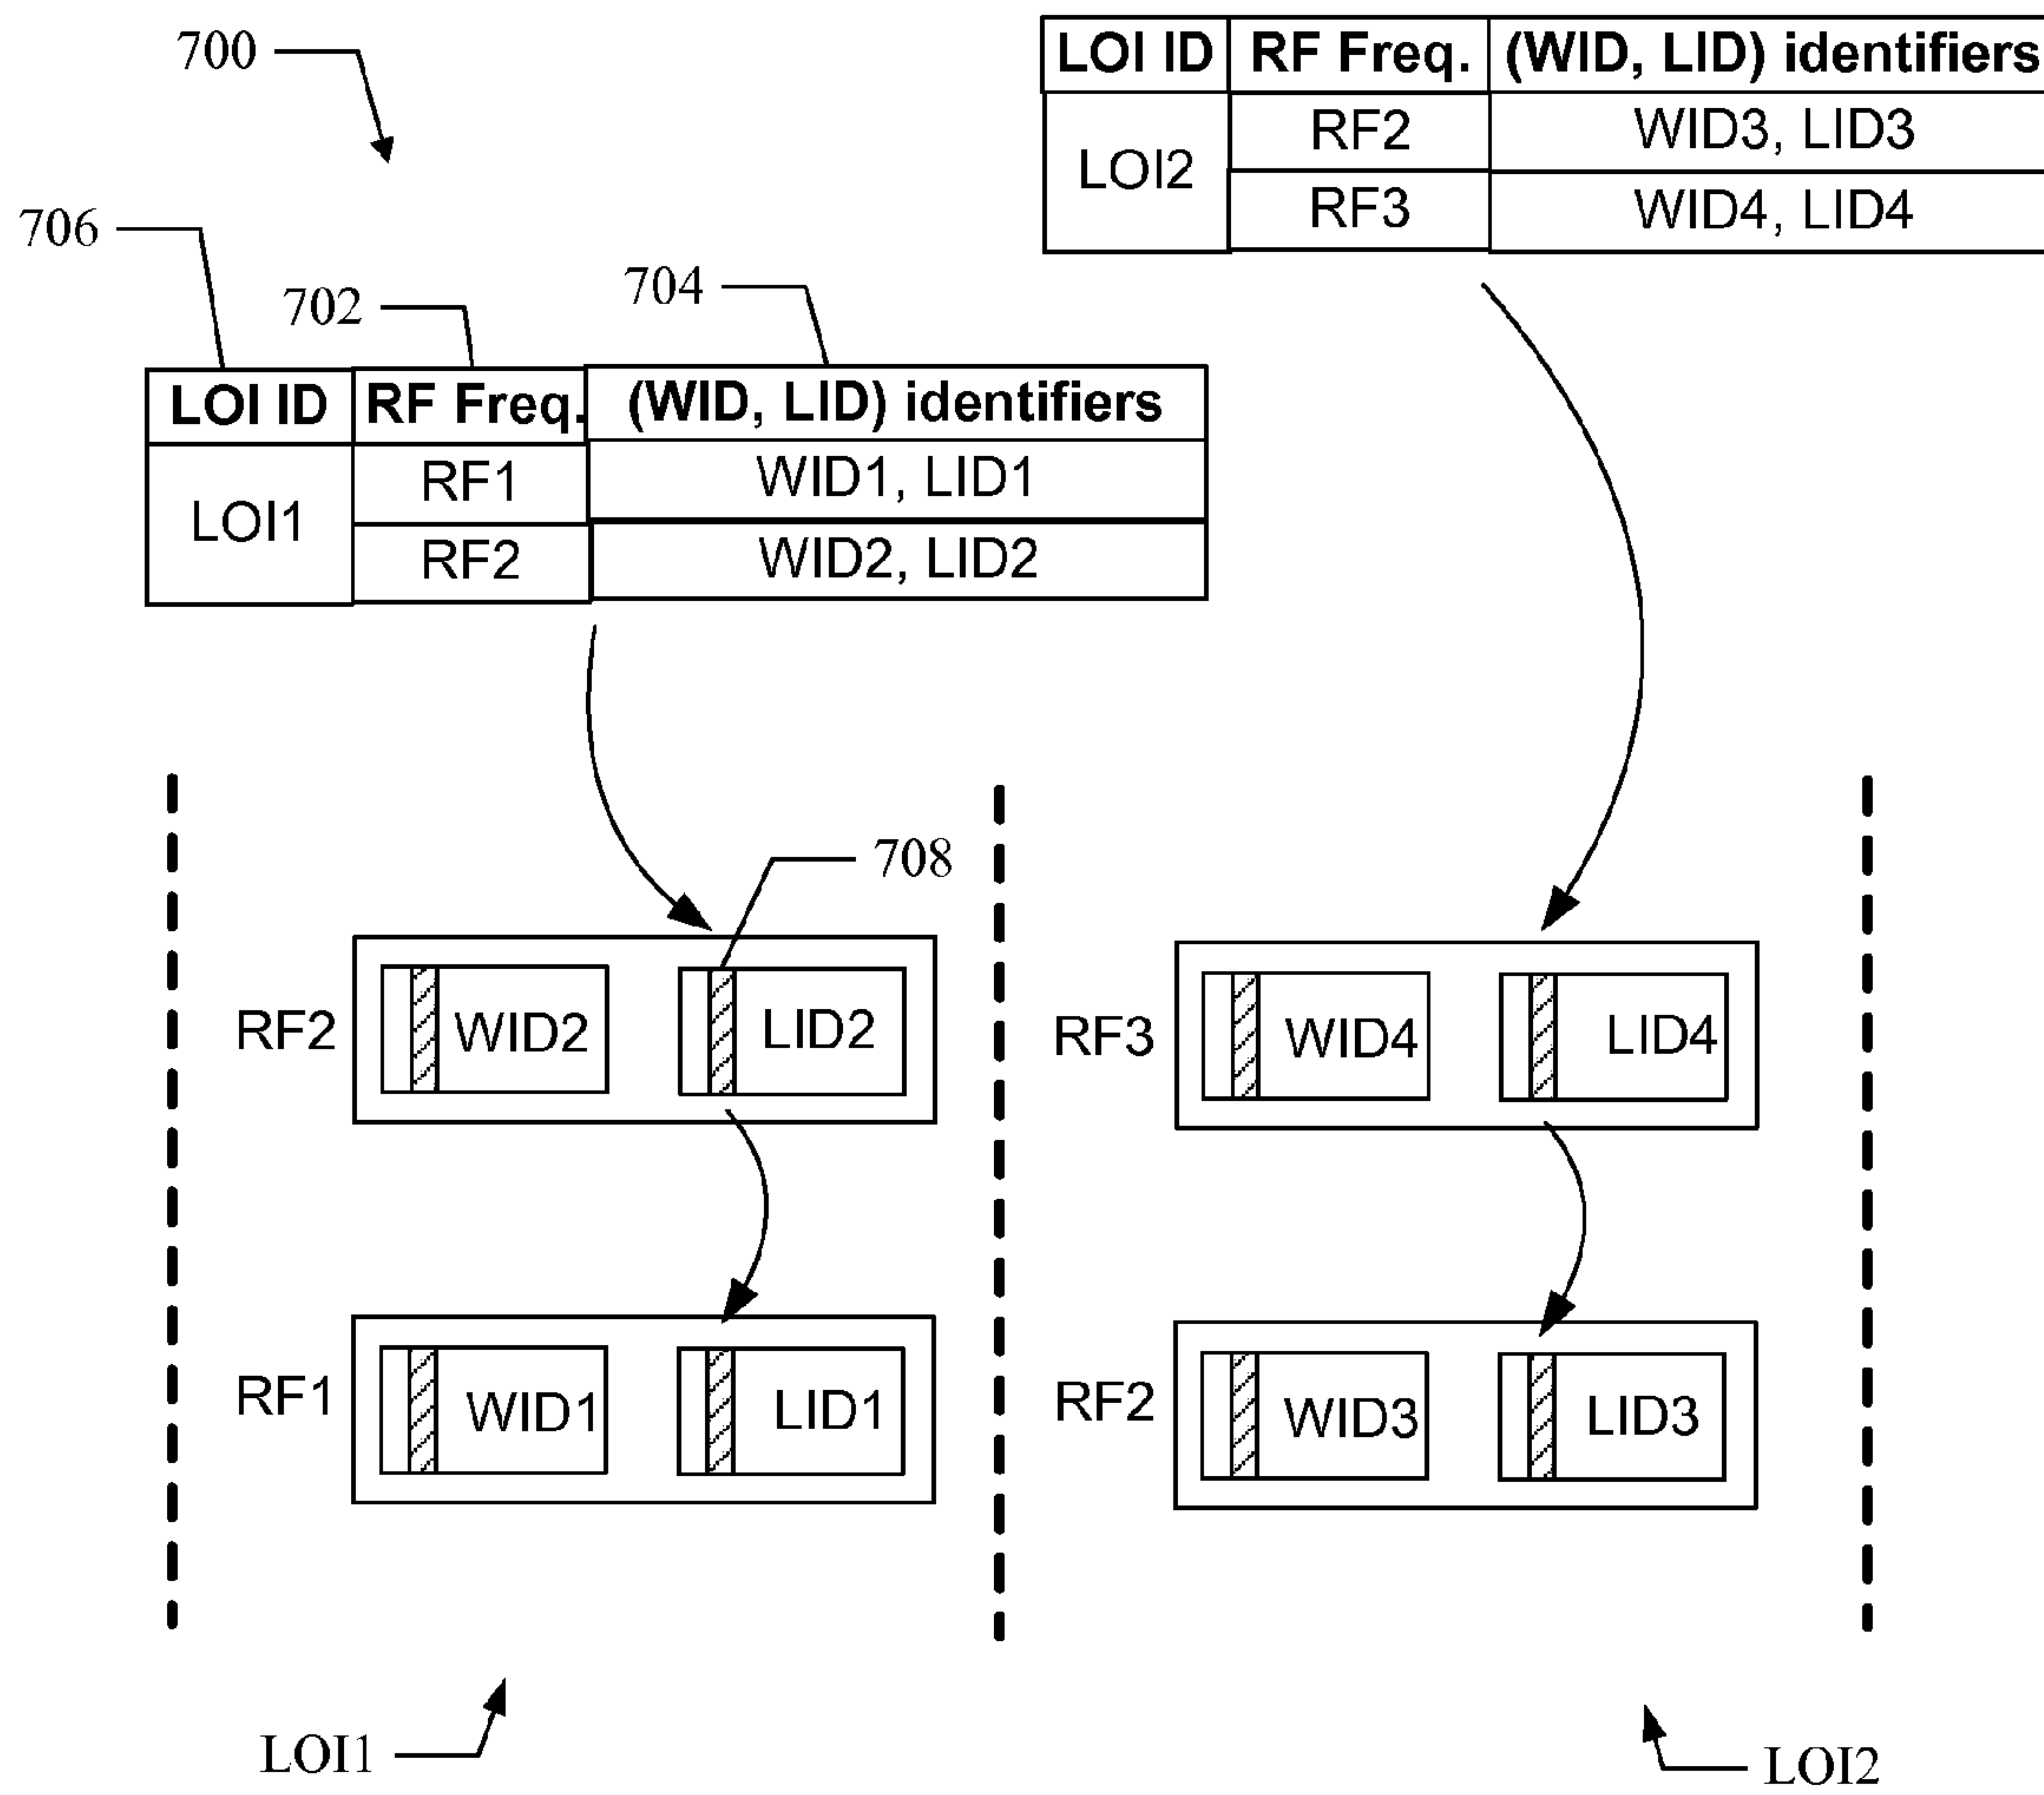 700
LOI ID RF Freq. (WID, LID) identifiers
LOI2 RF2 WID3, LID3
RF3 WID4, LID4
706
702
704
LOI ID RF Freq. (WID, LID) identifiers
LOI1 RF1 WID1, LID1
RF2 WID2, LID2
708
RF2 WID2 LID2
RF3 WID4 LID4
RF1 WID1 LID1
RF2 WID3 LID3
LOI1
LOI2